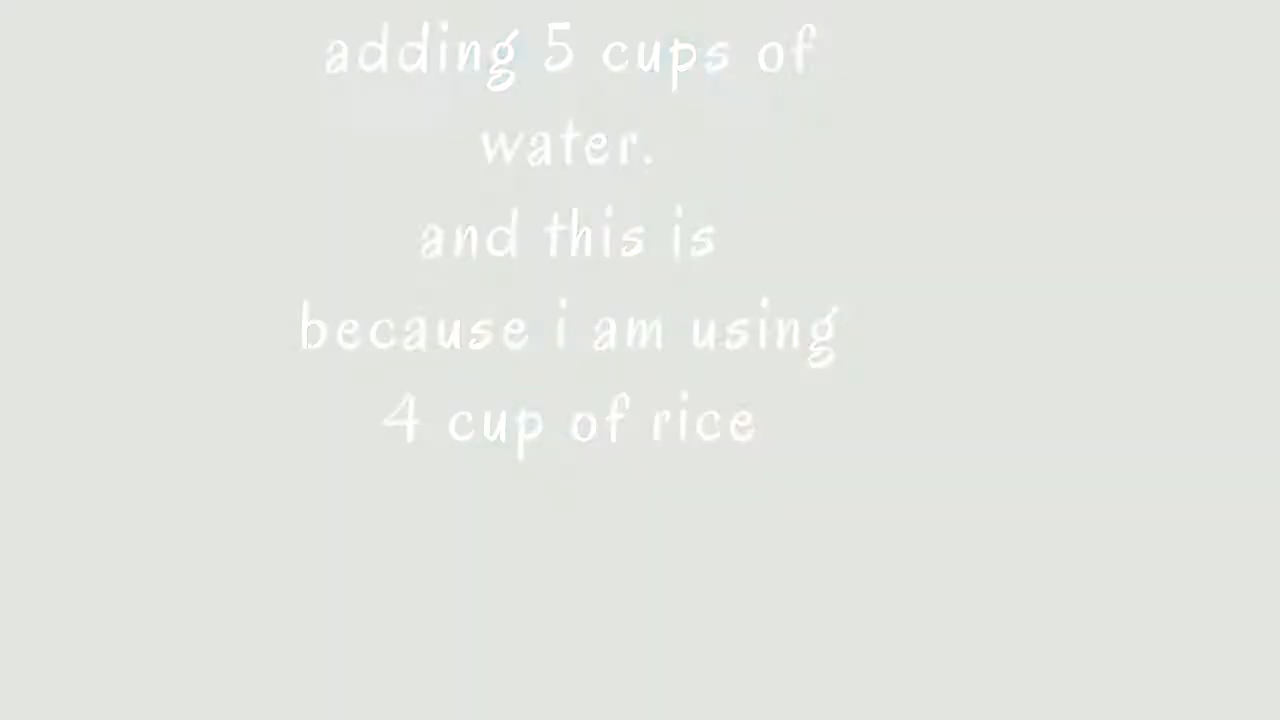 adding 5 cups of
water.
and this is
because i am using
4 cup of rice